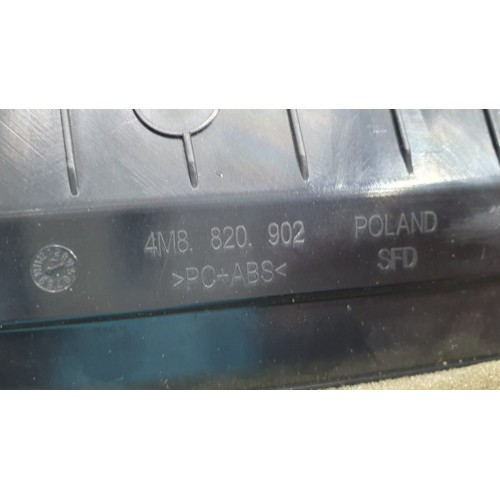 4M8. 820. 902 POLAND
>PC+ABS< SFD